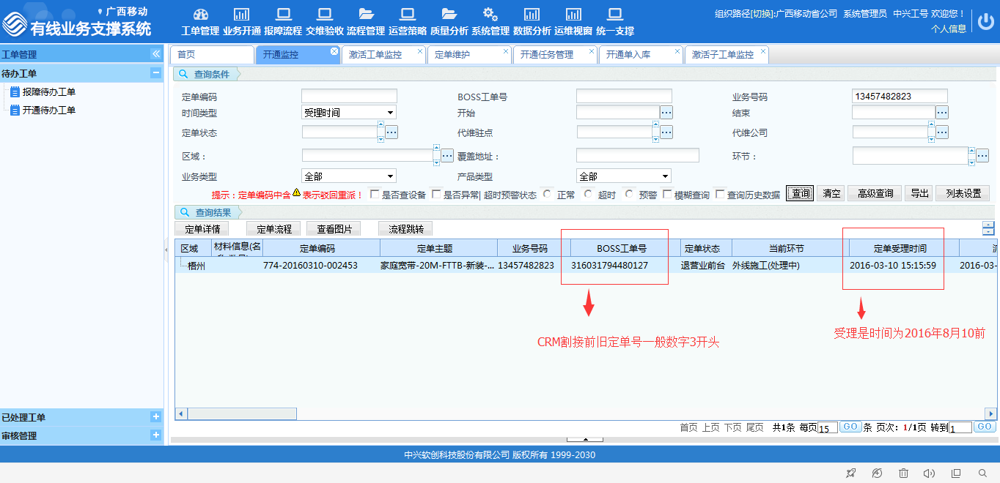 广西移动
有线业务支撑系统
工单管理 业务开通 报障流程 交维验收 流程管理 运营策略 质量分析 系统管理 数据分析 运维视窗 统一支撑
组织路径[切换]:广西移动省公司 系统管理员 中兴工号 欢迎您！
个人信息
工单管理
首页 开通监控 激活工单监控 定单维护 开通任务管理 开通单入库 激活子工单监控
待办工单
报障待办工单
开通待办工单
查询条件
定单编码 BOSS工单号 业务号码 13457482823
时间类型 受理时间 开始 结束
定单状态 代维驻点 代维公司
区域： 覆盖地址： 环节：
业务类型 全部 产品类型 全部
提示：定单编码中含 表示驳回重派！ 是否查设备 是否异常| 超时预警状态 正常 超时 预警 模糊查询 查询历史数据 查询 清空 高级查询 导出 列表设置
查询结果
定单详情 定单流程 查看图片 流程跳转
区域 材料信息(名 定单编码 定单主题 业务号码 BOSS工单号 定单状态 当前环节 定单受理时间
梧州 774-20160310-002453 家庭宽带-20M-FTTB-新装-... 13457482823 316031794480127 退营业前台 外线施工(处理中) 2016-03-10 15:15:59 2016-03-
CRM割接前旧定单号一般数字3开头
受理是时间为2016年8月10前
已处理工单
审核管理
首页 上页 下页 尾页 共1条 每页 15 GO 条 页次：1/1页 转到 1 GO
中兴软创科技股份有限公司 版权所有 1999-2030